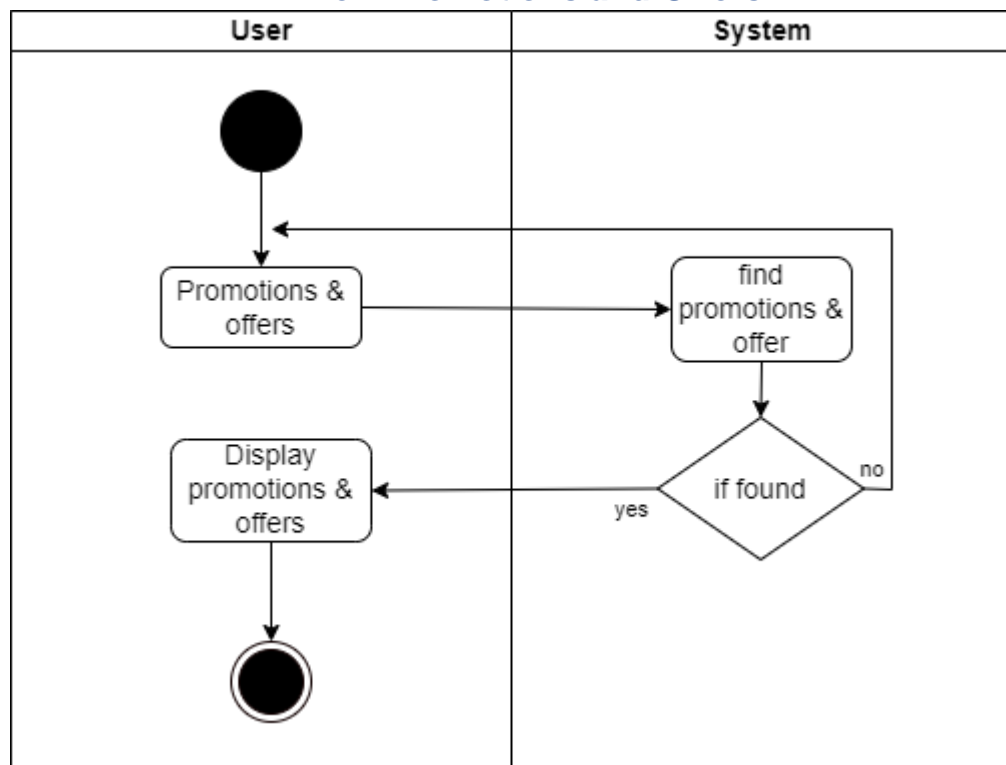 User
System
Promotions &
offers
find
promotions &
offer
Display
promotions &
offers
if found
yes
no